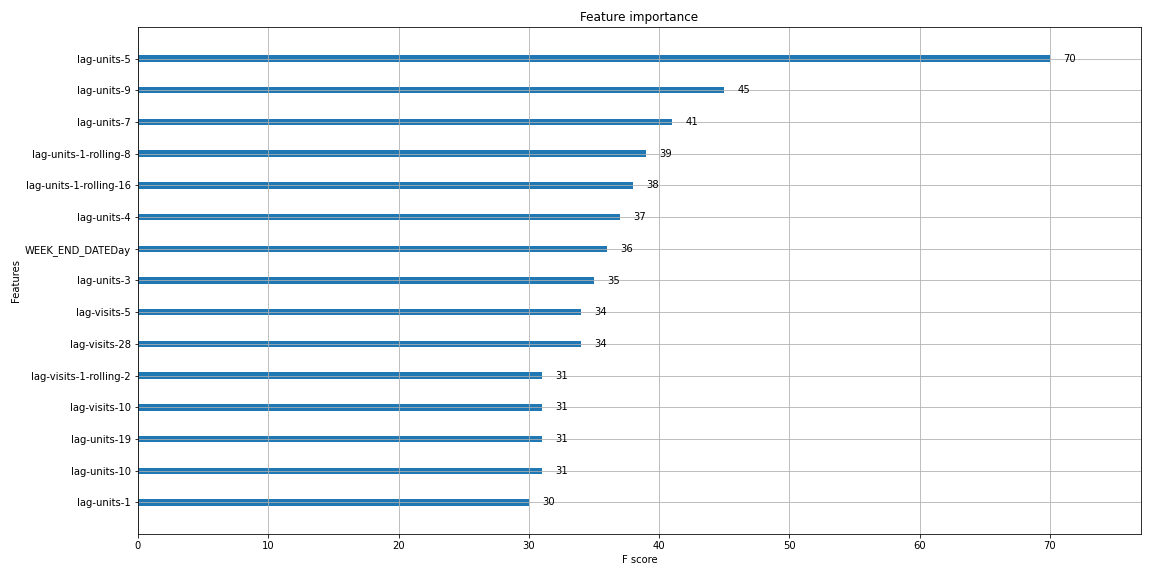 Feature importance
Features
lag-units-5 70
lag-units-9 45
lag-units-7 41
lag-units-1-rolling-8 39
lag-units-1-rolling-16 38
lag-units-4 37
WEEK_END_DATEDay 36
lag-units-3 35
lag-visits-5 34
lag-visits-28 34
lag-visits-1-rolling-2 31
lag-visits-10 31
lag-units-19 31
lag-units-10 31
lag-units-1 30
0 10 20 30 40 50 60 70
F score